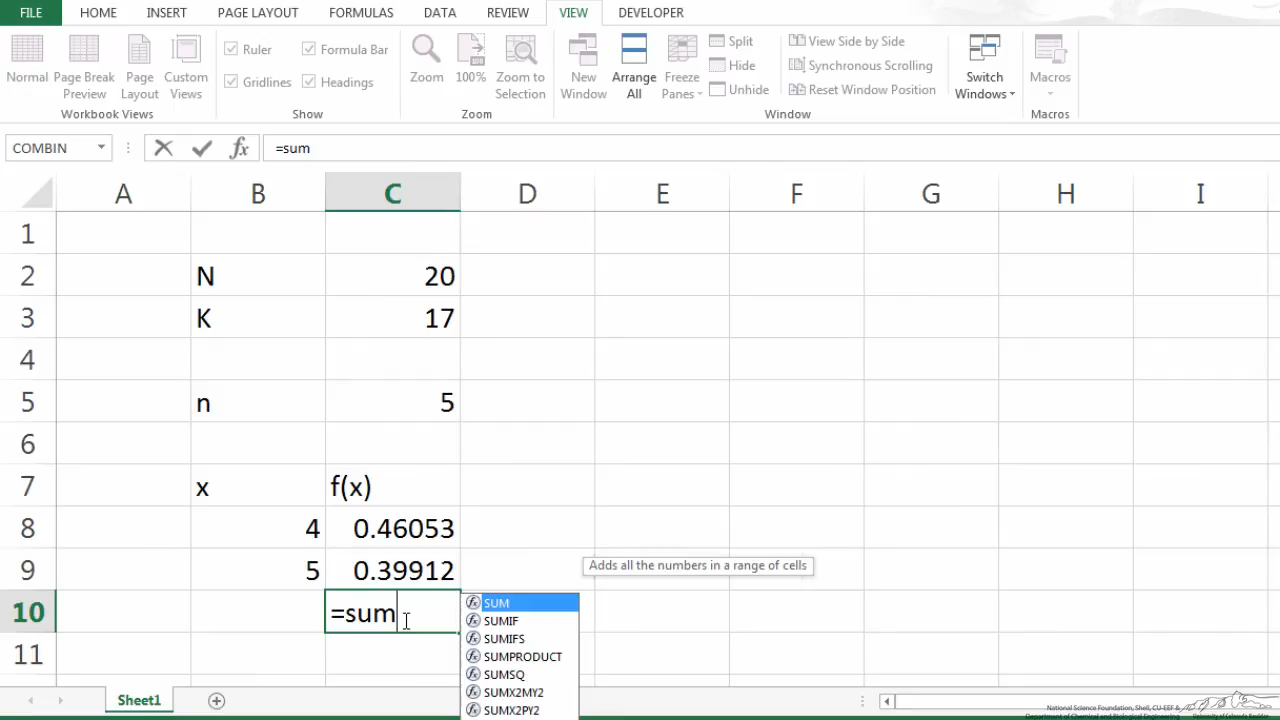 FILE HOME INSERT PAGE LAYOUT FORMULAS DATA REVIEW VIEW DEVELOPER
Normal
Page Break Preview
Page Layout
Custom Views
Workbook Views
Ruler
Formula Bar
Gridlines
Headings
Show
Zoom
100%
Zoom to Selection
Zoom
New Window
Arrange All
Freeze Panes
Split
Hide
Unhide
View Side by Side
Synchronous Scrolling
Reset Window Position
Window
Switch Windows
Macros
Macros
COMBIN fx =sum
A B C D E F G H I
1
2 N 20
3 K 17
4
5 n 5
6
7 x f(x)
8 4 0.46053
9 5 0.39912
Adds all the numbers in a range of cells
10 =sum
SUM
SUMIF
SUMIFS
SUMPRODUCT
SUMSQ
SUMX2MY2
SUMX2PY2
11
Sheet1
National Science Foundation, Shell, CU-EEF &
Department of Chemical and Biological Engineering